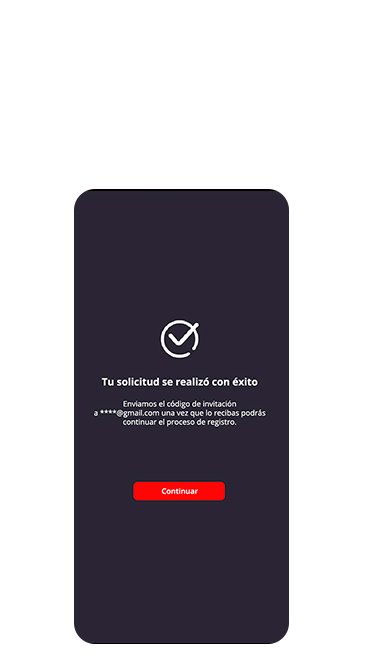 Tu solicitud se realizó con éxito
Enviamos el código de invitación
a ****@gmail.com una vez que lo recibas podrás
continuar el proceso de registro.
Continuar